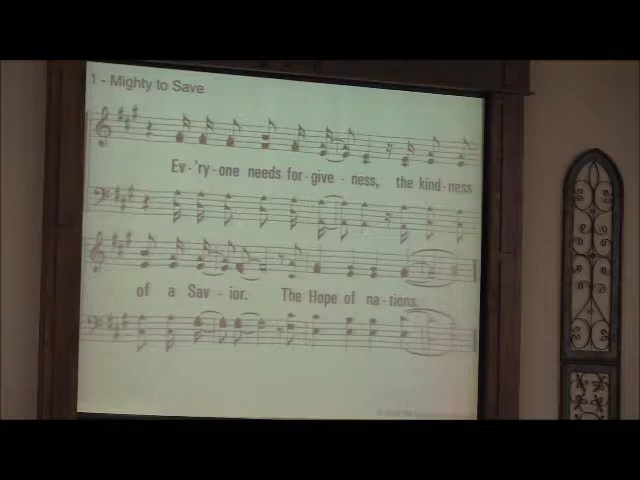 1 - Mighty to Save
Ev-'ry-one needs for-give-ness, the kind-ness
of a Sav-ior. The Hope of na-tions.